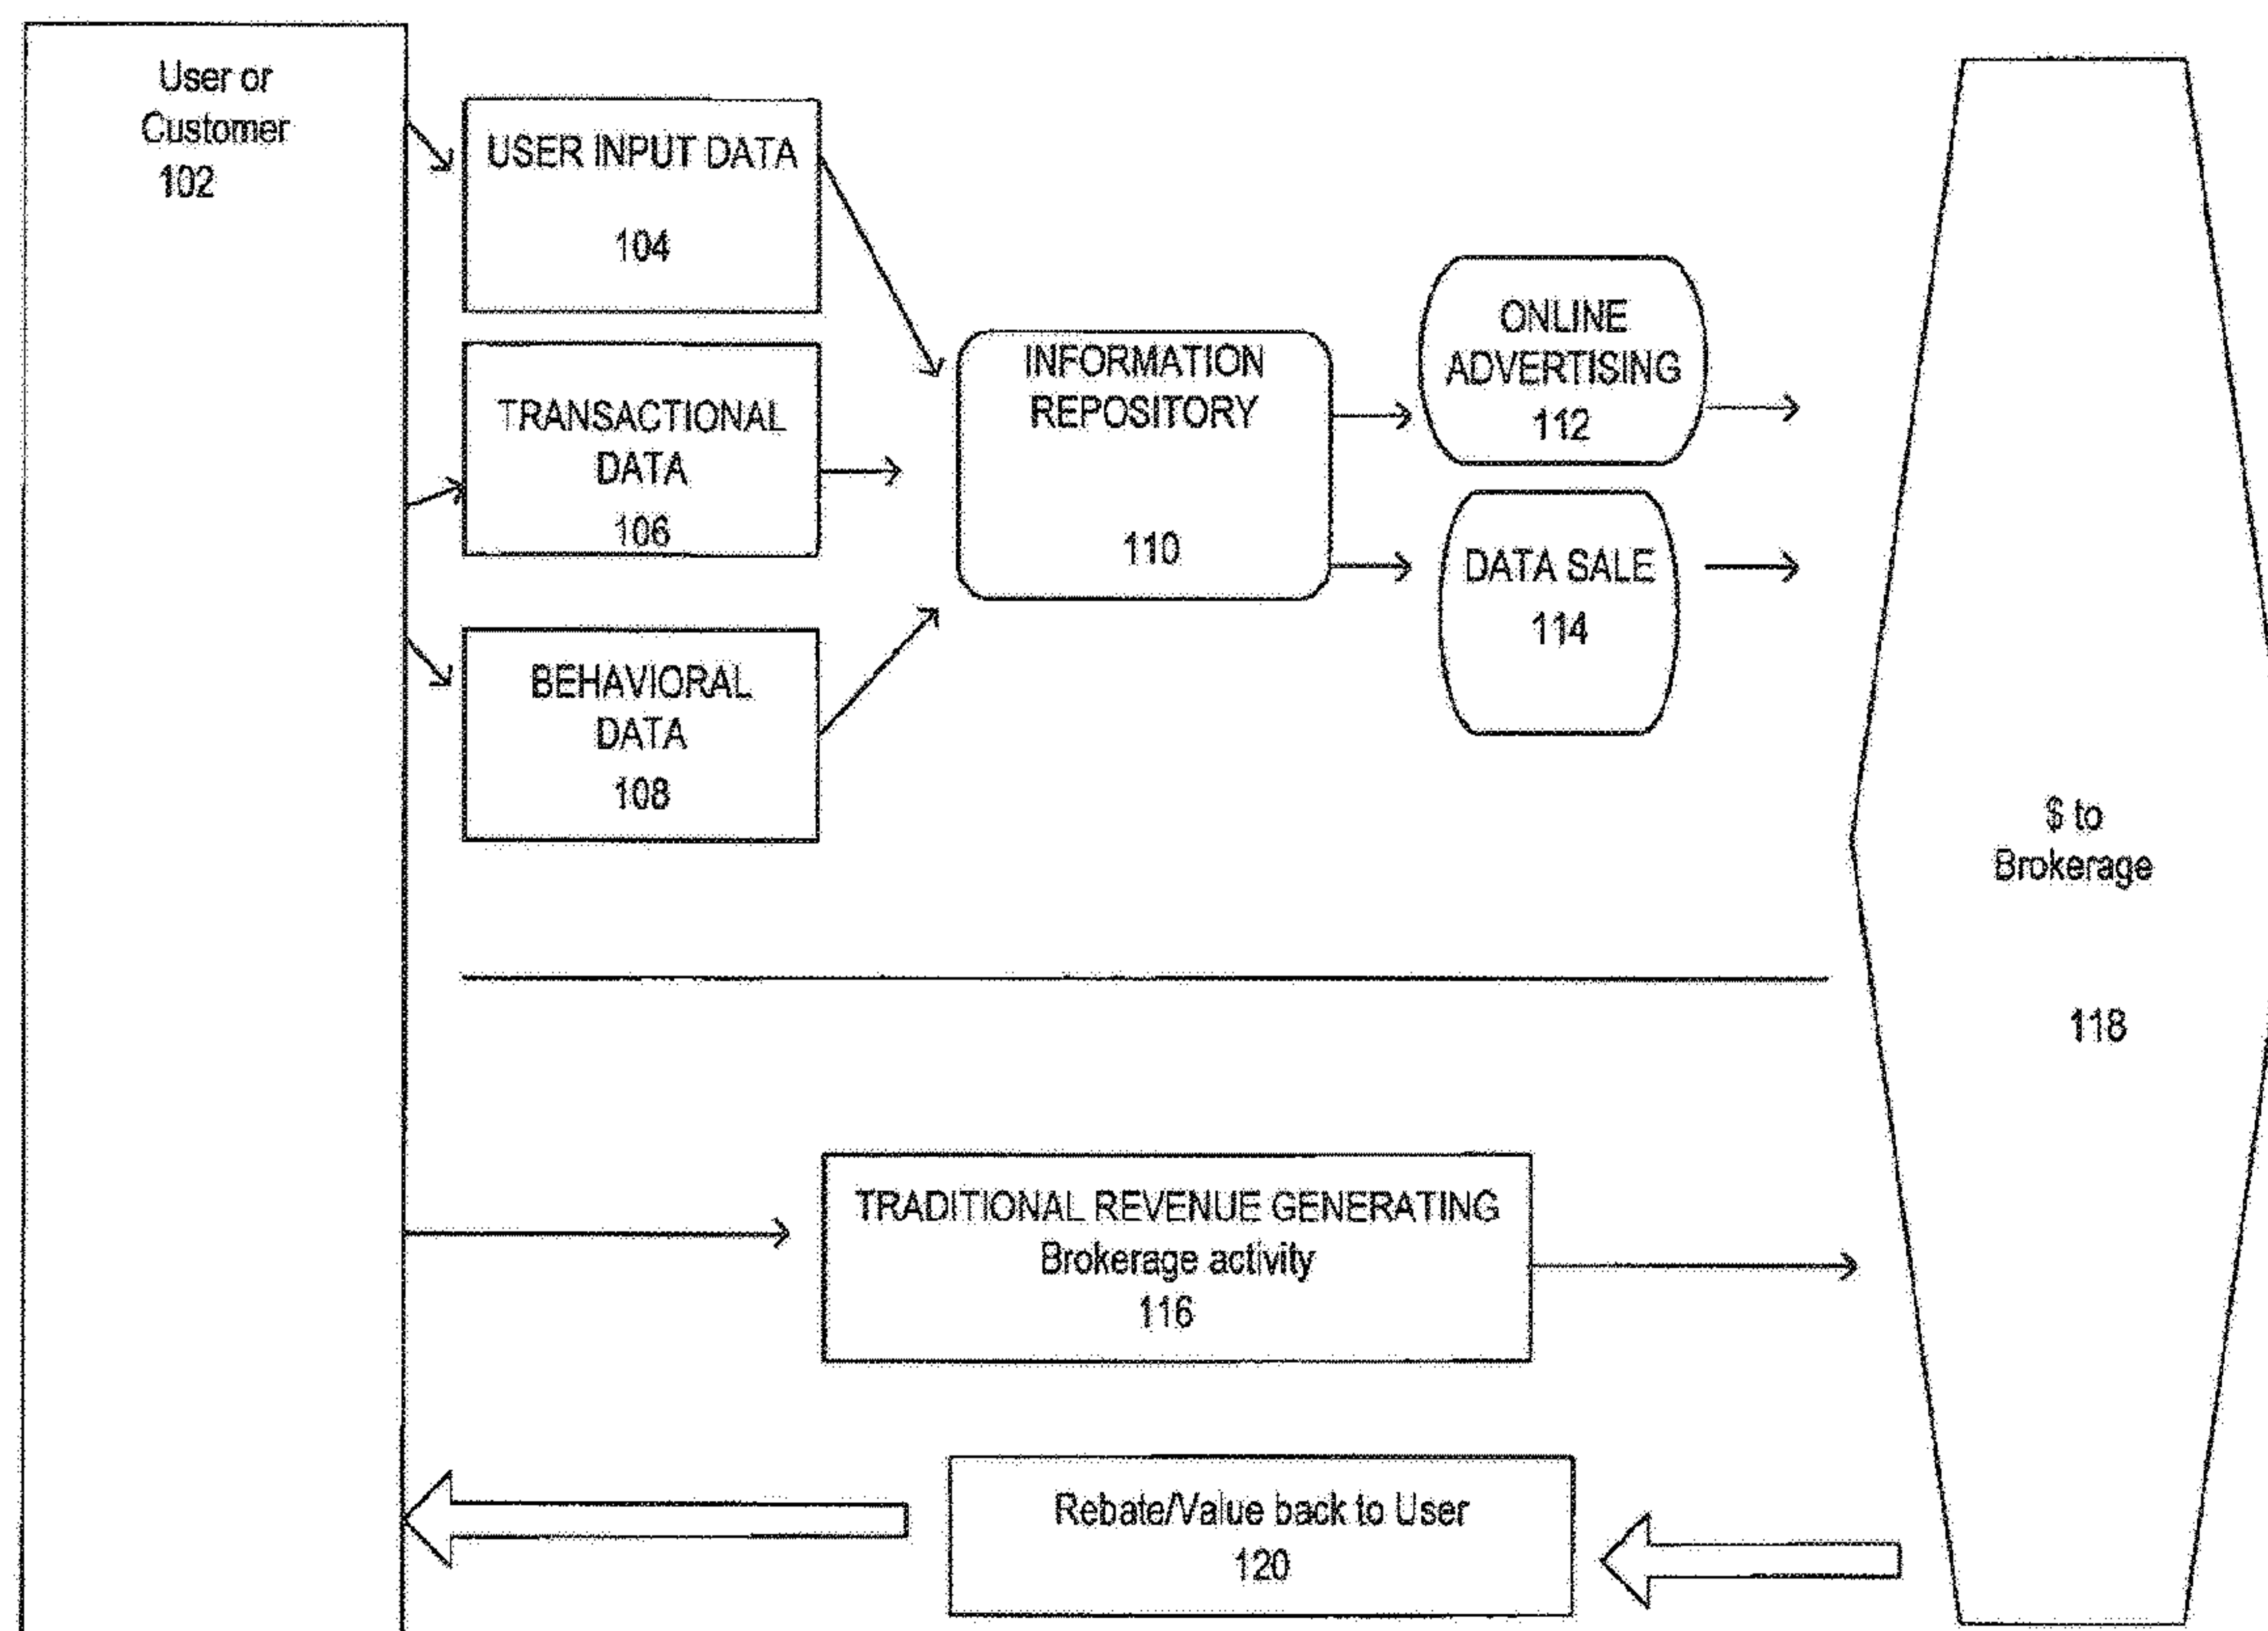 User or
Customer
102
USER INPUT DATA
104
TRANSACTIONAL
DATA
106
BEHAVIORAL
DATA
108
INFORMATION
REPOSITORY
110
ONLINE
ADVERTISING
112
DATA SALE
114
$ to
Brokerage
118
TRADITIONAL REVENUE GENERATING
Brokerage activity
116
Rebate/Value back to User
120